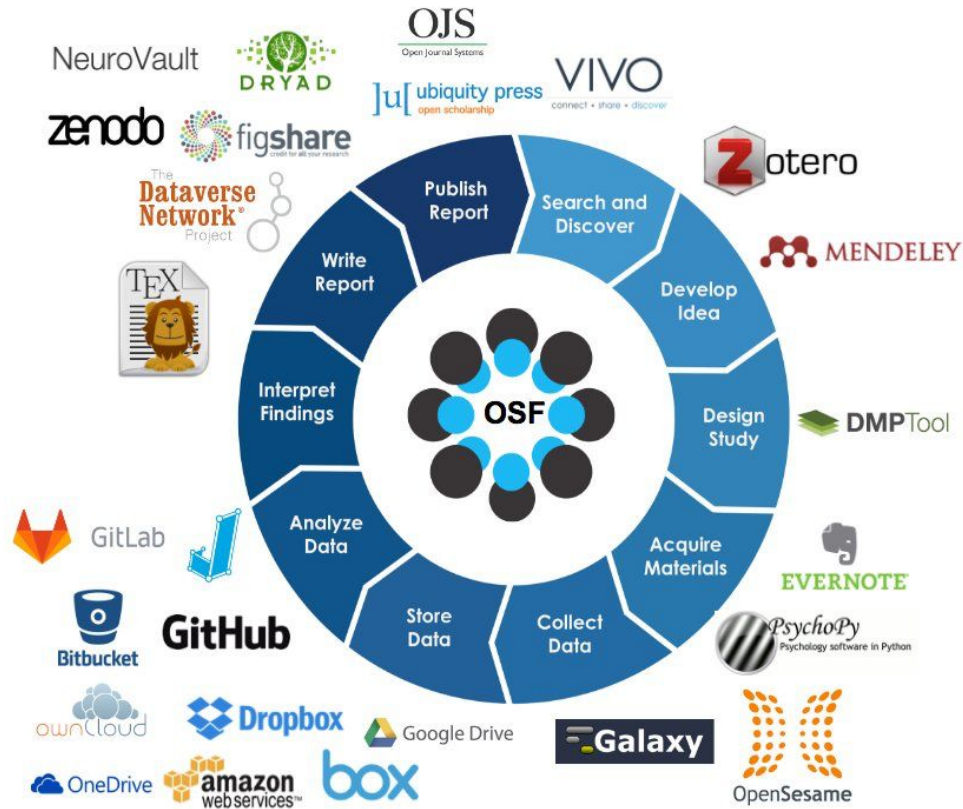 OJS
Open Journal Systems
NeuroVault
DRYAD
]u[ ubiquity press
open scholarship
VIVO
connect • share • discover
zenodo
figshare
credit for all your research
Zotero
The
Dataverse
Network®
Project
MENDELEY
TEX
DMPTool
Publish
Report
Search and
Discover
Develop
Idea
Design
Study
Acquire
Materials
Collect
Data
Store
Data
Analyze
Data
Interpret
Findings
Write
Report
OSF
GitLab
EVERNOTE®
Bitbucket
GitHub
PsychoPy
Psychology software in Python
ownCloud
Dropbox
Google Drive
Galaxy
OneDrive
amazon
webservices™
box
OpenSesame